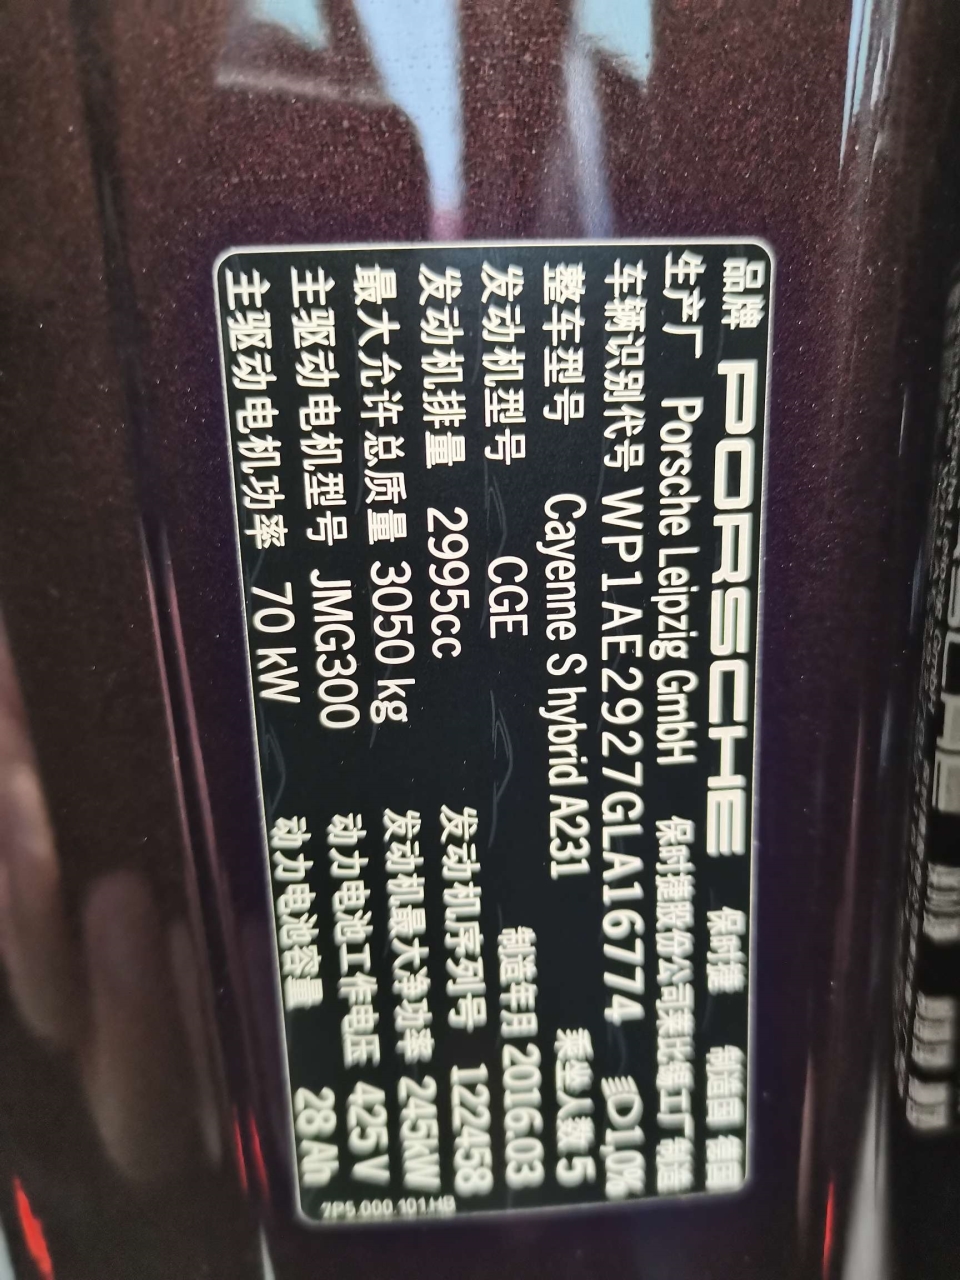 品牌 PORSCHE 保时捷 制造国 德国
生产厂 Porsche Leipzig GmbH 保时捷股份公司莱比锡工厂制造
车辆识别代号 WP1AE2927GLA16774 1,0%
整车型号 Cayenne S hybrid A231 乘坐人数 5
发动机型号 CGE 制造年月 2016.03
发动机排量 2995cc 发动机序列号 122458
最大允许总质量 3050 kg 发动机最大净功率 245kW
主驱动电机型号 JMG300 动力电池工作电压 425V
主驱动电机功率 70 kW 动力电池容量 28 Ah
7P5.000.101.HG